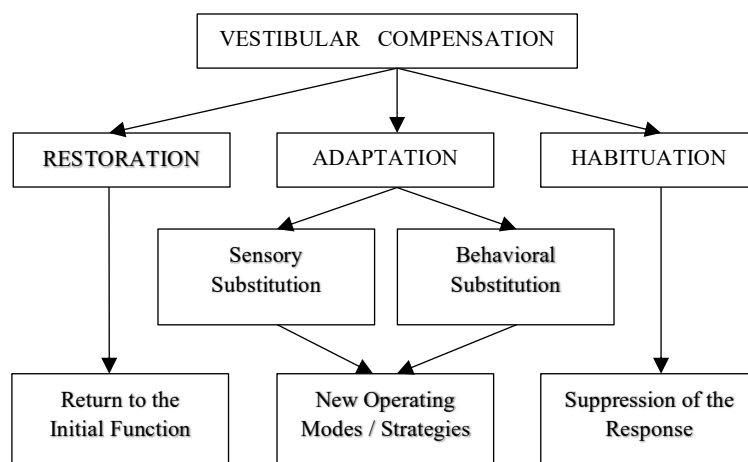 VESTIBULAR COMPENSATION
RESTORATION
ADAPTATION
HABITUATION
Sensory
Substitution
Behavioral
Substitution
Return to the
Initial Function
New Operating
Modes / Strategies
Suppression of the
Response